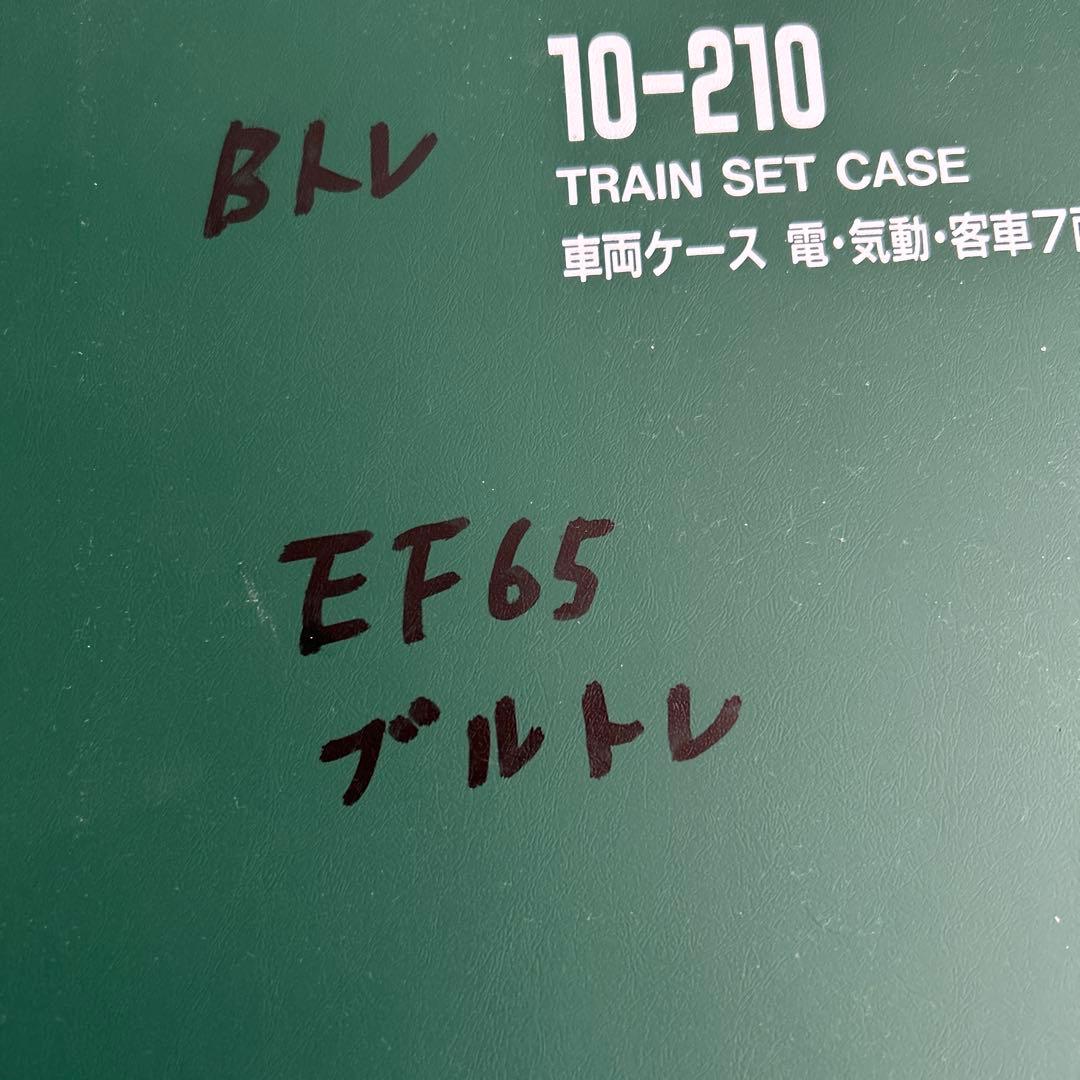 10-210
TRAIN SET CASE
車両ケース 電・気動・客車7両
Bトレ
EF65
ブルトレ